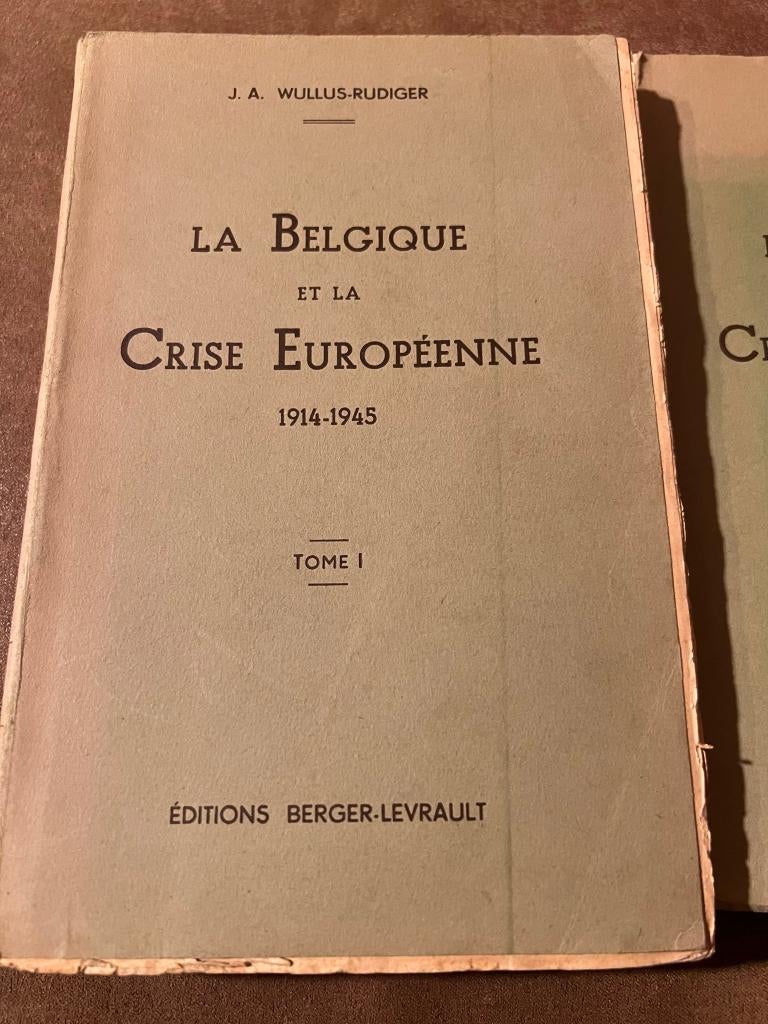 J. A. WULLUS-RUDIGER
LA BELGIQUE
ET LA
CRISE EUROPÉENNE
1914-1945
TOME I
ÉDITIONS BERGER-LEVRAULT